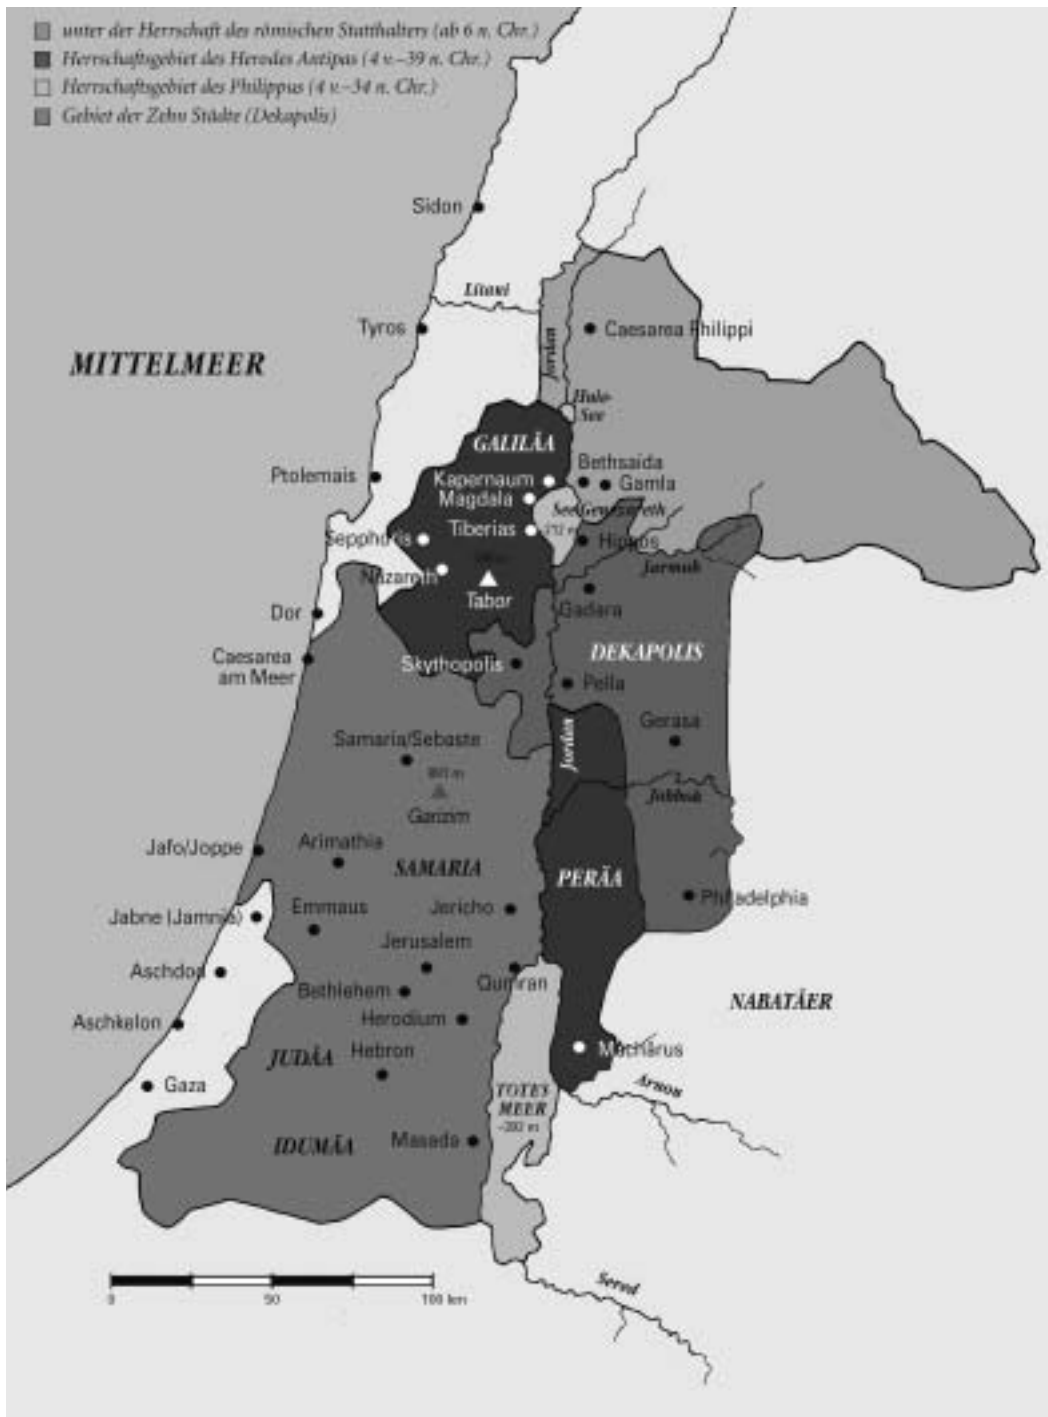 unter der Herrschaft des römischen Statthalters (ab 6 n. Chr.)
Herrschaftsgebiet des Herodes Antipas (4 v.–39 n. Chr.)
Herrschaftsgebiet des Philippus (4 v.–34 n. Chr.)
Gebiet der Zehn Städte (Dekapolis)
Sidon
Litani
Tyros
Jordan
Caesarea Philippi
MITTELMEER
Hule-
See
GALILÄA
Ptolemais
Kapernaum
Bethsaida
Magdala
Gamla
See Genezareth
Sepphoris
Tiberias
-212 m
Hippos
Nazareth
Jarmuk
Tabor
Gadara
Dor
DEKAPOLIS
Caesarea
am Meer
Skythopolis
Pella
Gerasa
Samaria/Sebaste
Jordan
Garizim
Jabbok
Jafo/Joppe
Arimathia
SAMARIA
PERÄA
Philadelphia
Jabne (Jamnia)
Emmaus
Jericho
Jerusalem
Aschdod
Bethlehem
Qumran
NABATÄER
Aschkelon
Herodium
JUDÄA
Hebron
Machärus
Gaza
TOTES
MEER
Arnon
IDUMÄA
Masada
Sered
0 50 100 km